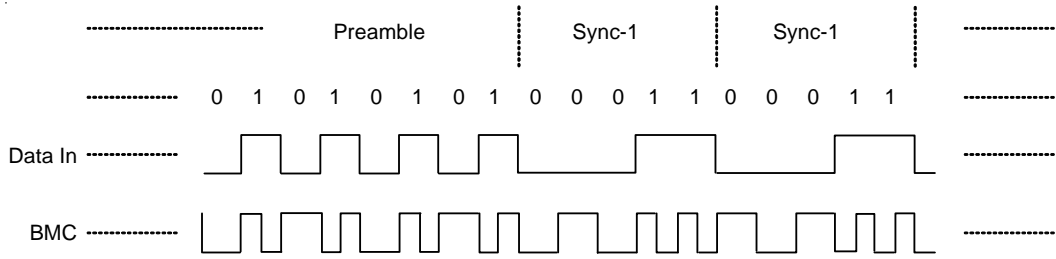 Preamble Sync-1 Sync-1
0 1 0 1 0 1 0 1 0 0 0 1 1 0 0 0 1 1
Data In
BMC